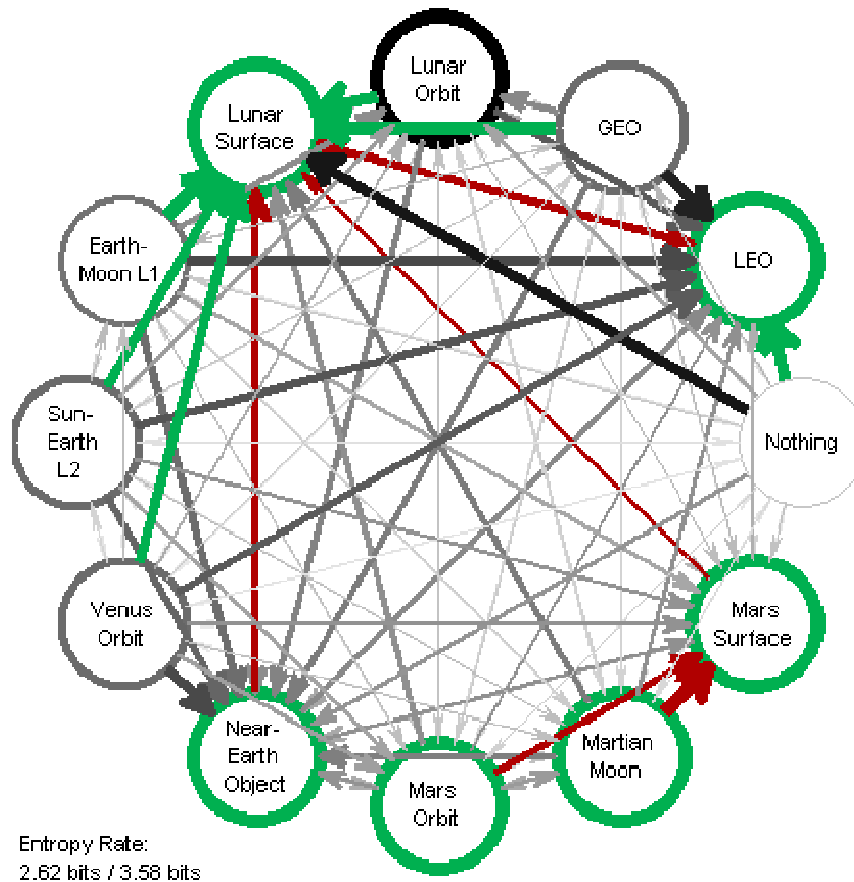 Lunar
Orbit
GEO
Lunar
Surface
LEO
Earth-
Moon L1
Nothing
Sun-
Earth
L2
Venus
Orbit
Mars
Surface
Near-
Earth
Object
Martian
Moon
Mars
Orbit
Entropy Rate:
2.62 bits / 3.58 bits